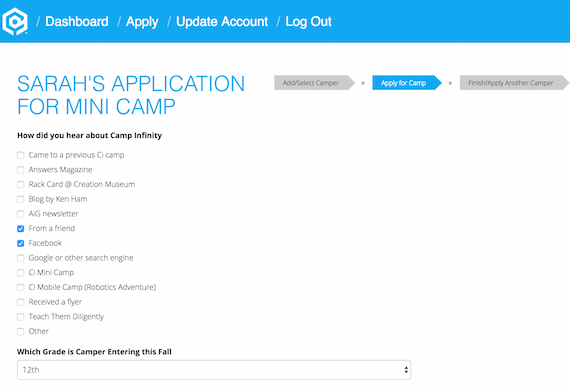 / Dashboard / Apply / Update Account / Log Out
SARAH'S APPLICATION
FOR MINI CAMP
Add/Select Camper » Apply for Camp » Finish/Apply Another Camper
How did you hear about Camp Infinity
Came to a previous Ci camp
Answers Magazine
Rack Card @ Creation Museum
Blog by Ken Ham
AiG newsletter
From a friend
Facebook
Google or other search engine
Ci Mini Camp
Ci Mobile Camp (Robotics Adventure)
Received a flyer
Teach Them Diligently
Other
Which Grade is Camper Entering this Fall
12th